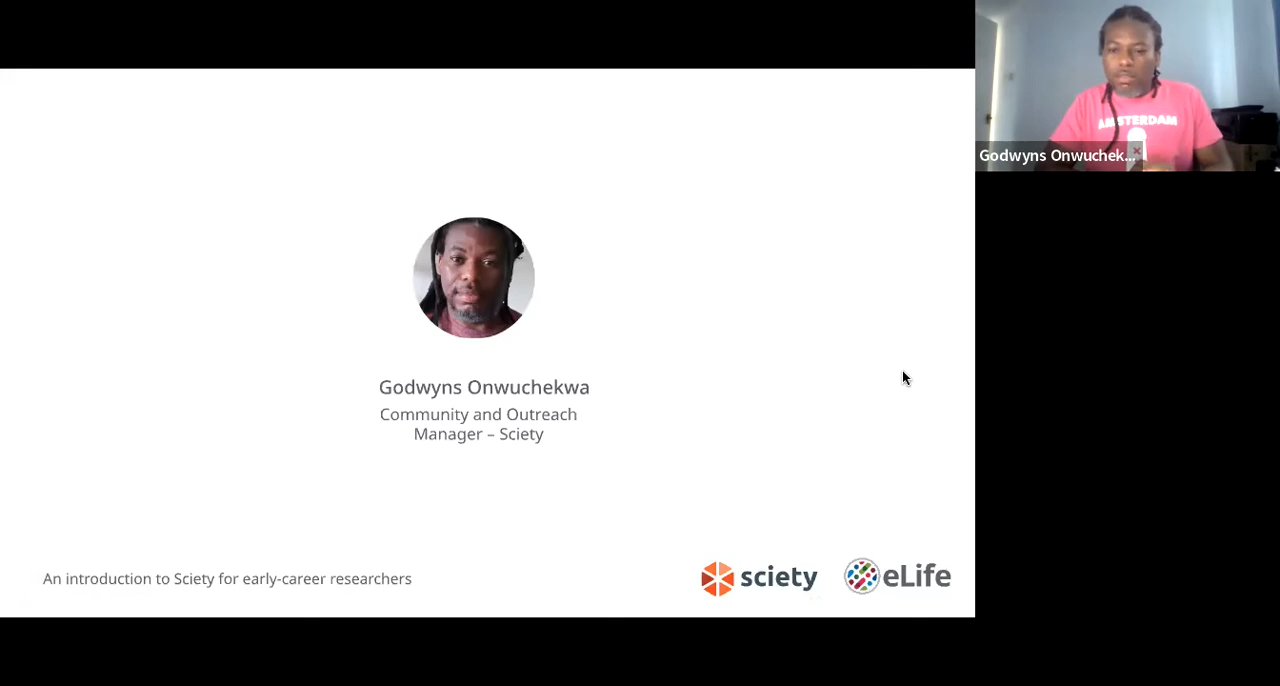 AMSTERDAM
Godwyns Onwuchek...
Godwyns Onwuchekwa
Community and Outreach
Manager – Sciety
An introduction to Sciety for early-career researchers
sciety
eLife